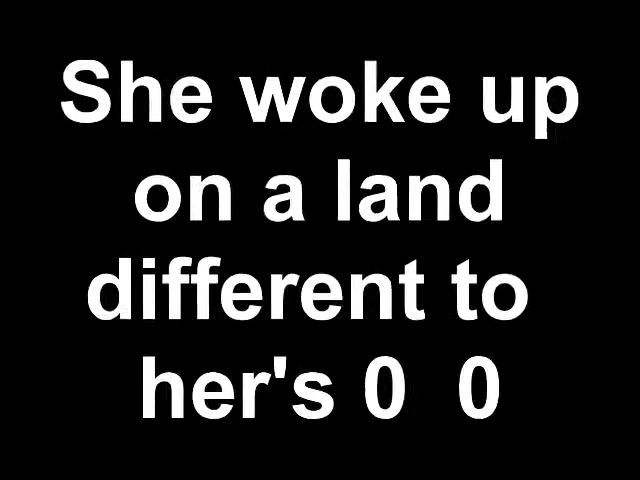 She woke up
on a land
different to
her's 0  0